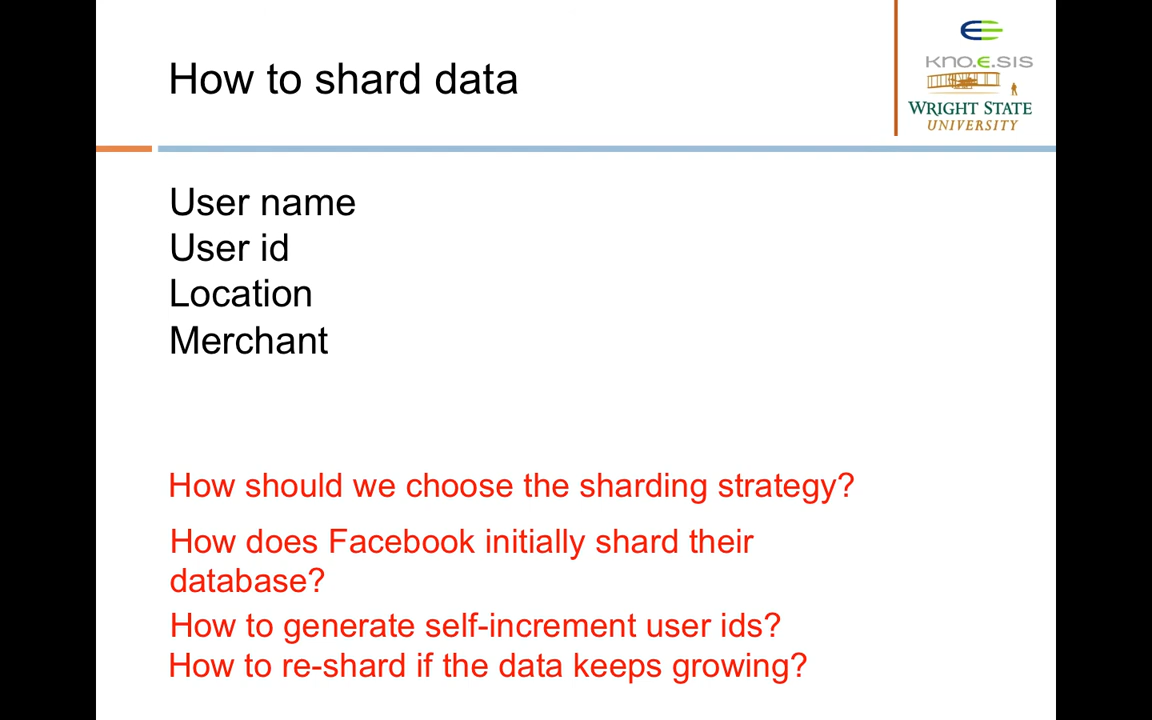 How to shard data
kno.e.sis
WRIGHT STATE
UNIVERSITY
User name
User id
Location
Merchant
How should we choose the sharding strategy?
How does Facebook initially shard their
database?
How to generate self-increment user ids?
How to re-shard if the data keeps growing?